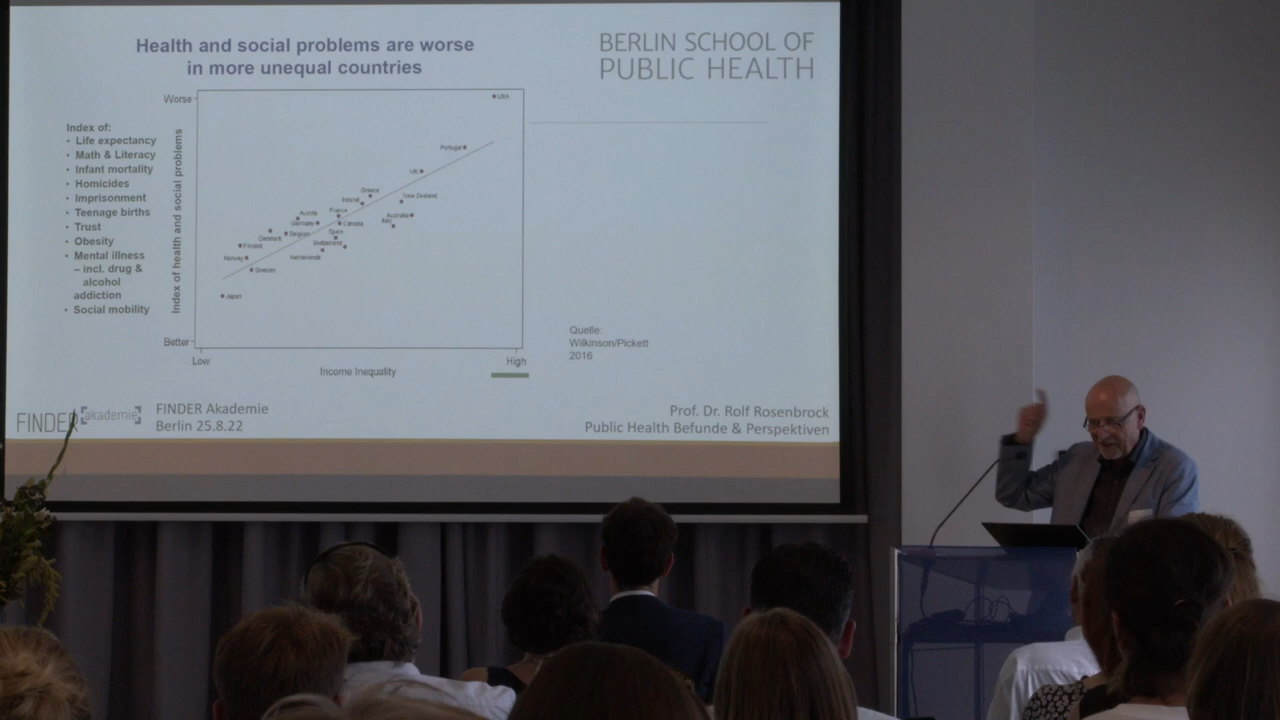 Health and social problems are worse
in more unequal countries
BERLIN SCHOOL OF
PUBLIC HEALTH
Index of:
• Life expectancy
• Math & Literacy
• Infant mortality
• Homicides
• Imprisonment
• Teenage births
• Trust
• Obesity
• Mental illness
– incl. drug &
alcohol
addiction
• Social mobility
Index of health and social problems
Worse
Better
USA
Portugal
UK
Greece
New Zealand
Ireland
France
Australia
Austria
Italy
Germany
Canada
Spain
Denmark
Belgium
Switzerland
Finland
Netherlands
Norway
Sweden
Japan
Low
High
Income Inequality
Quelle:
Wilkinson/Pickett
2016
FINDER akademie
FINDER Akademie
Berlin 25.8.22
Prof. Dr. Rolf Rosenbrock
Public Health Befunde & Perspektiven